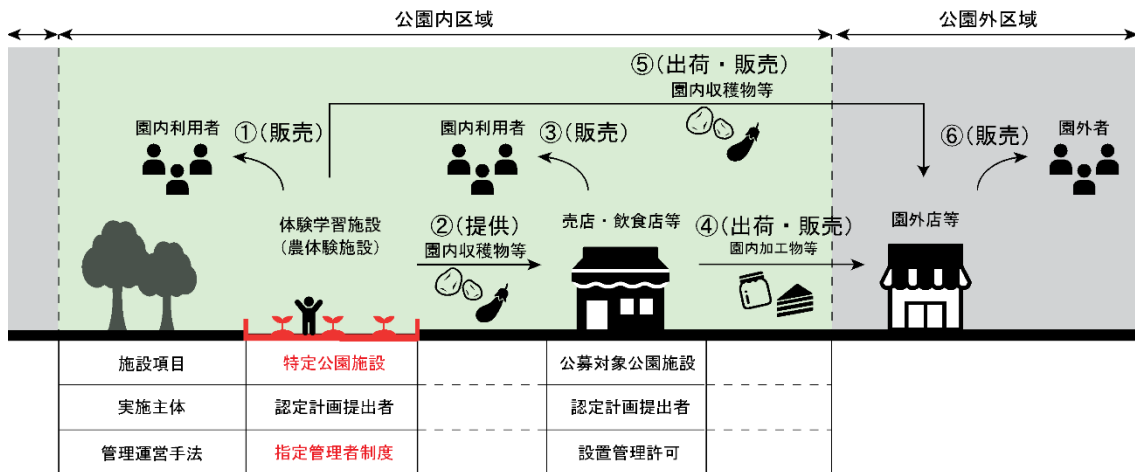 公園内区域
公園外区域
⑤(出荷・販売)
園内収穫物等
園内利用者
①(販売)
園内利用者
③(販売)
⑥(販売)
園外者
体験学習施設
(農体験施設)
②(提供)
園内収穫物等
売店・飲食店等
④(出荷・販売)
園内加工物等
園外店等
施設項目
特定公園施設
公募対象公園施設
実施主体
認定計画提出者
認定計画提出者
管理運営手法
指定管理者制度
設置管理許可